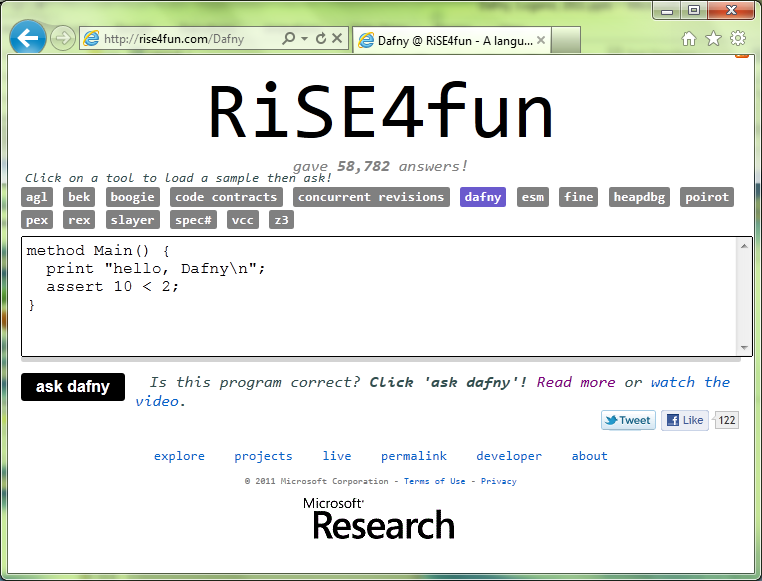 http://rise4fun.com/Dafny
Dafny @ RiSE4fun - A langu...
RiSE4fun
gave 58,782 answers!
Click on a tool to load a sample then ask!
agl bek boogie code contracts concurrent revisions dafny esm fine heapdbg poirot
pex rex slayer spec# vcc z3
method Main() {
  print "hello, Dafny\n";
  assert 10 < 2;
}
ask dafny
Is this program correct? Click 'ask dafny'! Read more or watch the
video.
Tweet Like 122
explore projects live permalink developer about
© 2011 Microsoft Corporation - Terms of Use - Privacy
Microsoft
Research